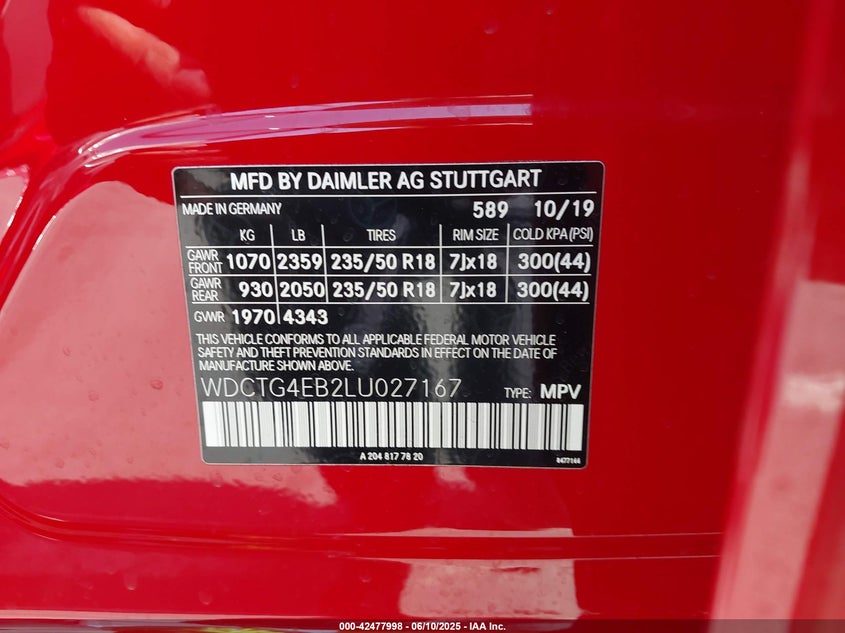 MFD BY DAIMLER AG STUTTGART
MADE IN GERMANY 589 10/19
KG LB TIRES RIM SIZE COLD KPA(PSI)
GAWR FRONT 1070 2359 235/50 R18 7Jx18 300(44)
GAWR REAR 930 2050 235/50 R18 7Jx18 300(44)
GVWR 1970 4343
THIS VEHICLE CONFORMS TO ALL APPLICABLE FEDERAL MOTOR VEHICLE
SAFETY AND THEFT PREVENTION STANDARDS IN EFFECT ON THE DATE OF
MANUFACTURE SHOWN ABOVE.
WDCTG4EB2LU027167 TYPE: MPV
A 204 817 78 20
000-42477998 - 06/10/2025 - IAA Inc.